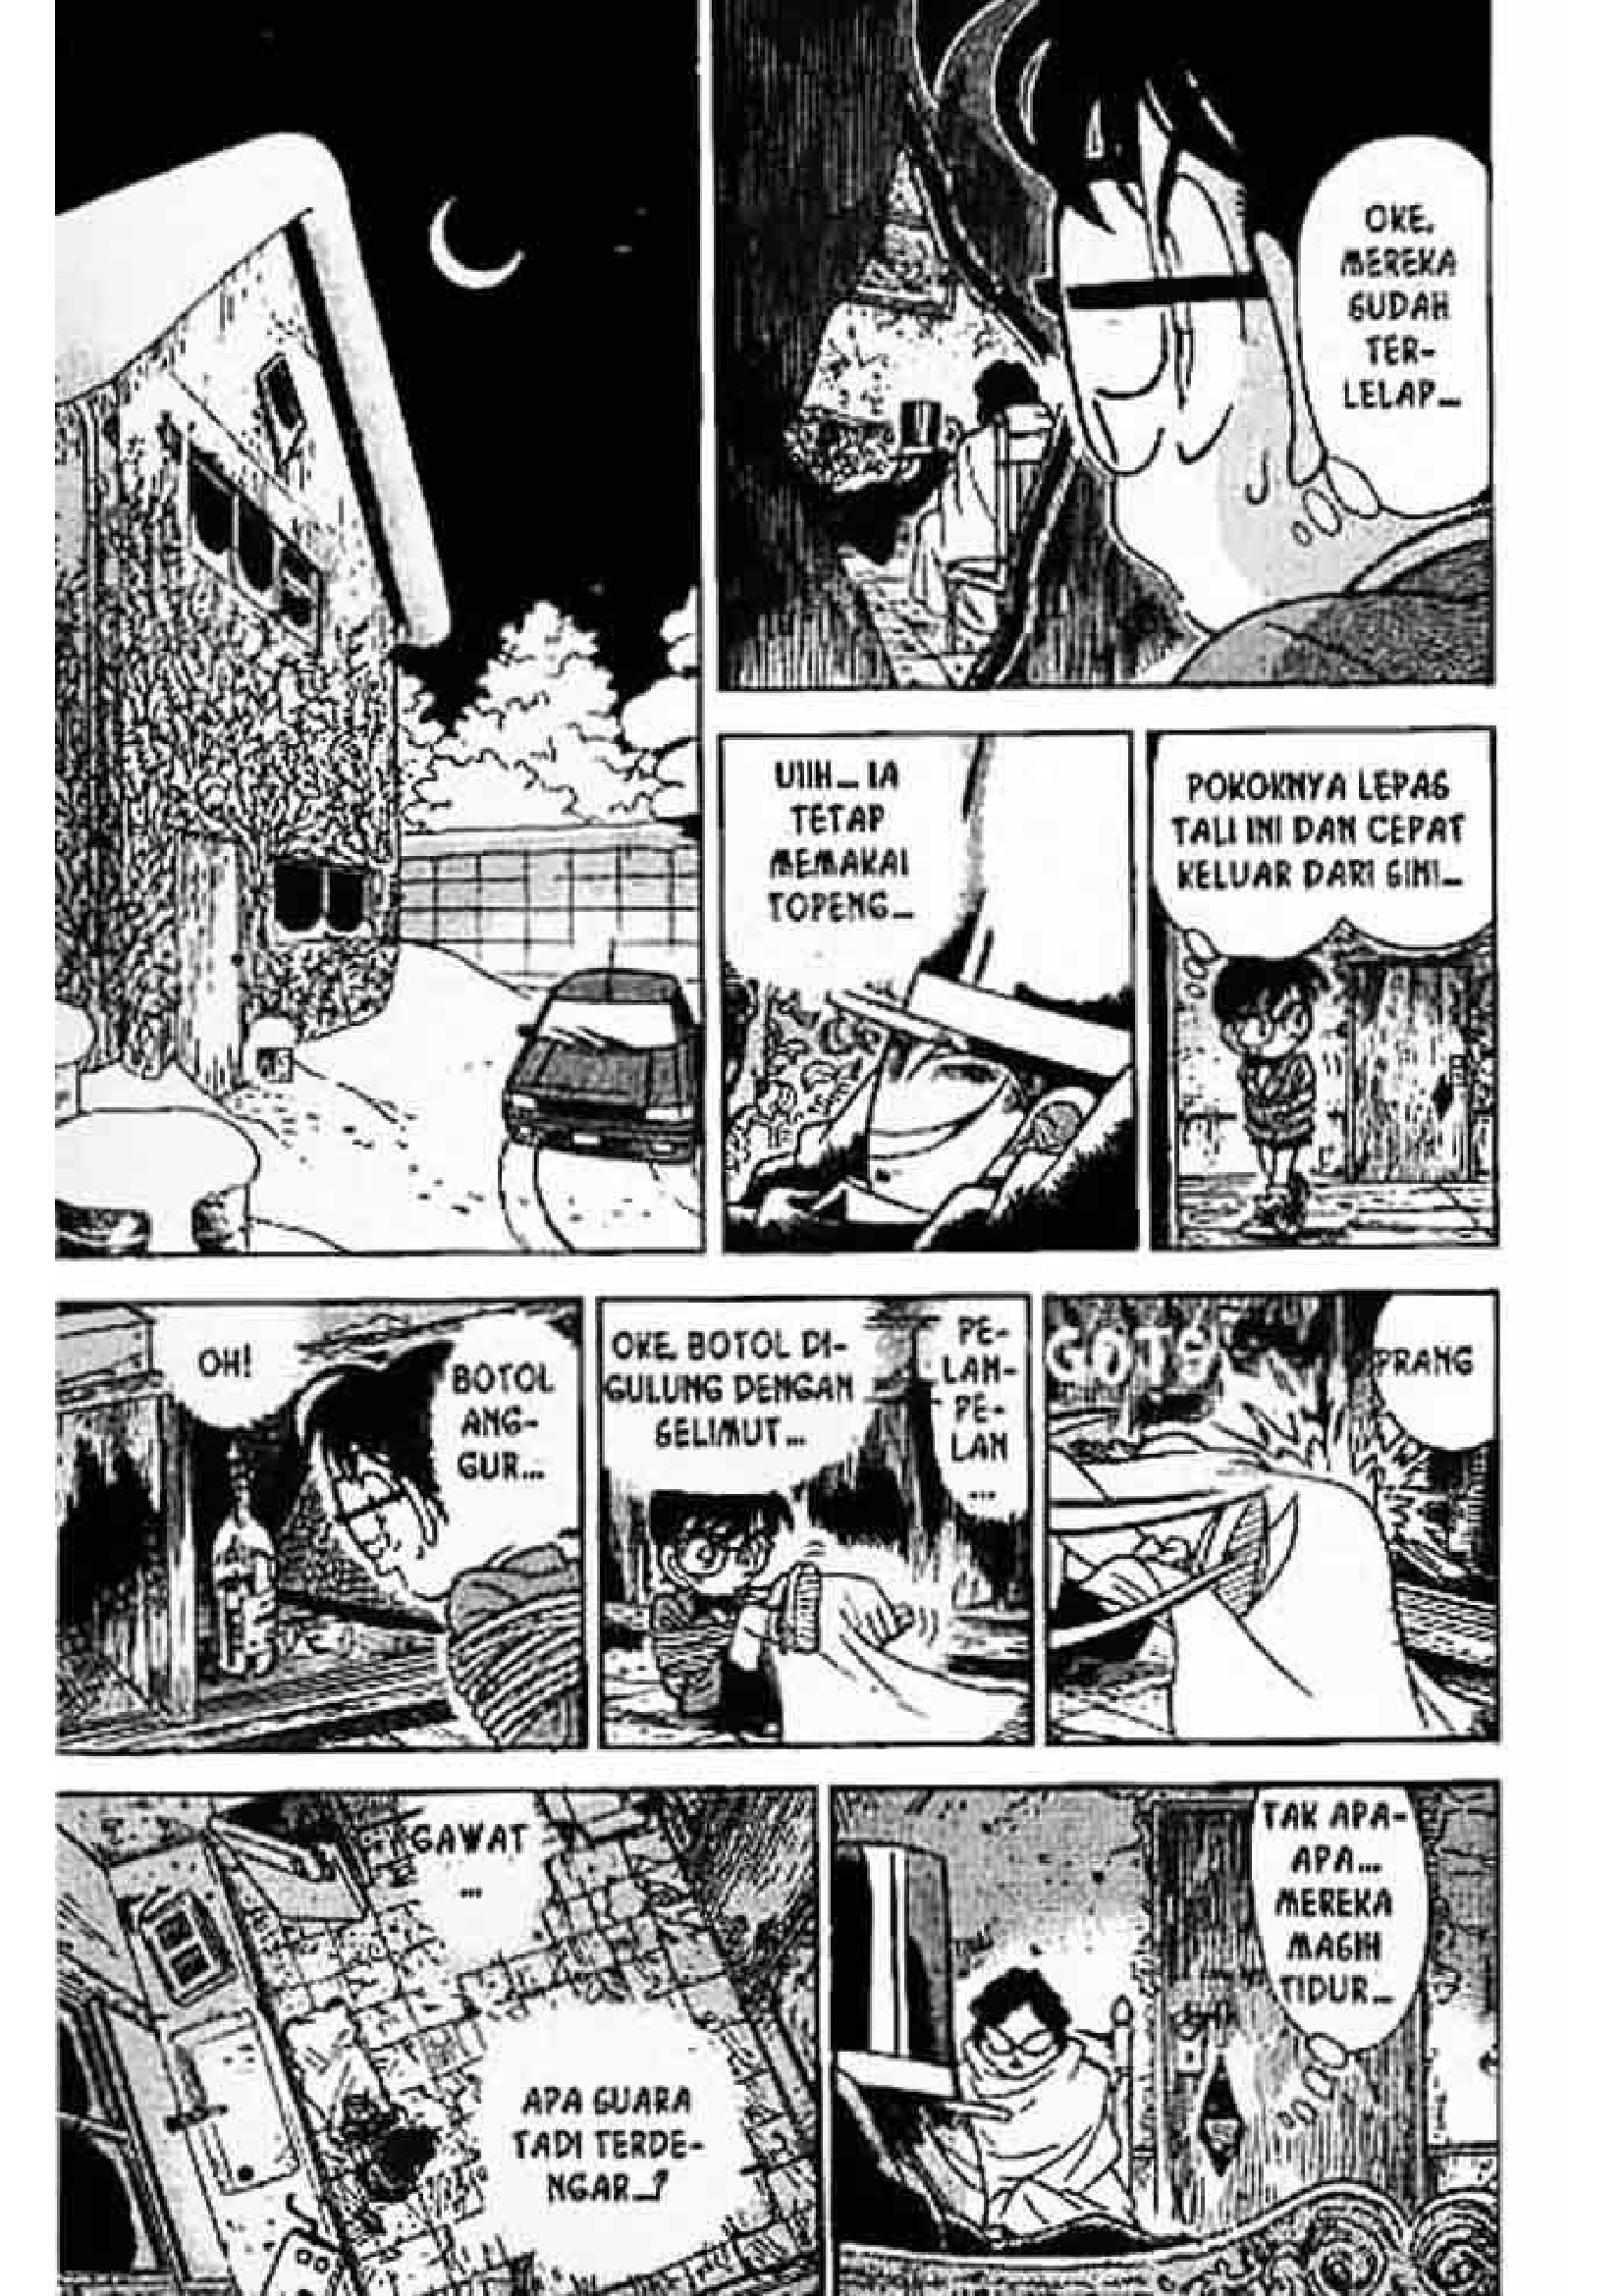 OKE,
MEREKA
SUDAH
TER-
LELAP...
UIIH... IA
TETAP
MEMAKAI
TOPENG...
POKOKNYA LEPAS
TALI INI DAN CEPAT
KELUAR DARI SINI...
OH!
BOTOL
ANG-
GUR...
OKE, BOTOL DI-
GULUNG DENGAN
SELIMUT...
PE-
LAN-
PE-
LAN
...
PRANG
GAWAT
...
APA SUARA
TADI TERDE-
NGAR...?
TAK APA-
APA...
MEREKA
MASIH
TIDUR...